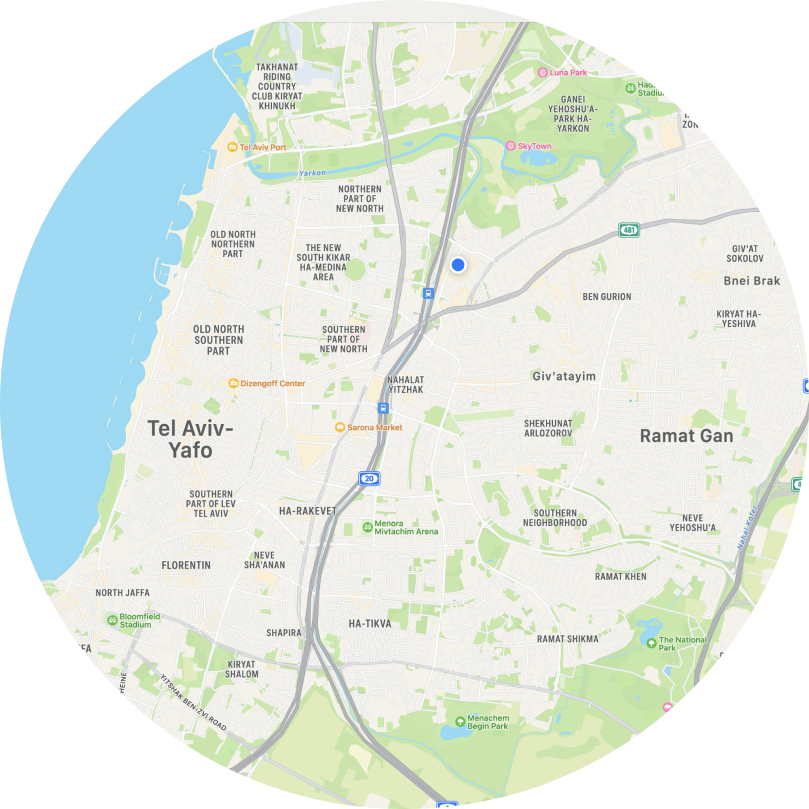 TAKHANAT
RIDING
COUNTRY
CLUB KIRYAT
KHINUKH
Luna Park
GANEI
YEHOSHU'A-
PARK HA-
YARKON
Stadium
Tel Aviv Port
SkyTown
Yarkon
NORTHERN
PART OF
NEW NORTH
481
OLD NORTH
NORTHERN
PART
THE NEW
SOUTH KIKAR
HA-MEDINA
AREA
GIV'AT
SOKOLOV
Bnei Brak
BEN GURION
KIRYAT HA-
YESHIVA
OLD NORTH
SOUTHERN
PART
SOUTHERN
PART OF
NEW NORTH
Dizengoff Center
NAHALAT
YITZHAK
Giv'atayim
Tel Aviv-
Yafo
Sarona Market
SHEKHUNAT
ARLOZOROV
Ramat Gan
20
SOUTHERN
PART OF LEV
TEL AVIV
HA-RAKEVET
Menora
Mivtachim Arena
SOUTHERN
NEIGHBORHOOD
NEVE
YEHOSHU'A
Nahal Kofer
FLORENTIN
NEVE
SHA'ANAN
RAMAT KHEN
NORTH JAFFA
Bloomfield
Stadium
SHAPIRA
HA-TIKVA
RAMAT SHIKMA
The National
Park
KIRYAT
SHALOM
HEINE
YITSHAK BEN-ZVI ROAD
Menachem
Begin Park